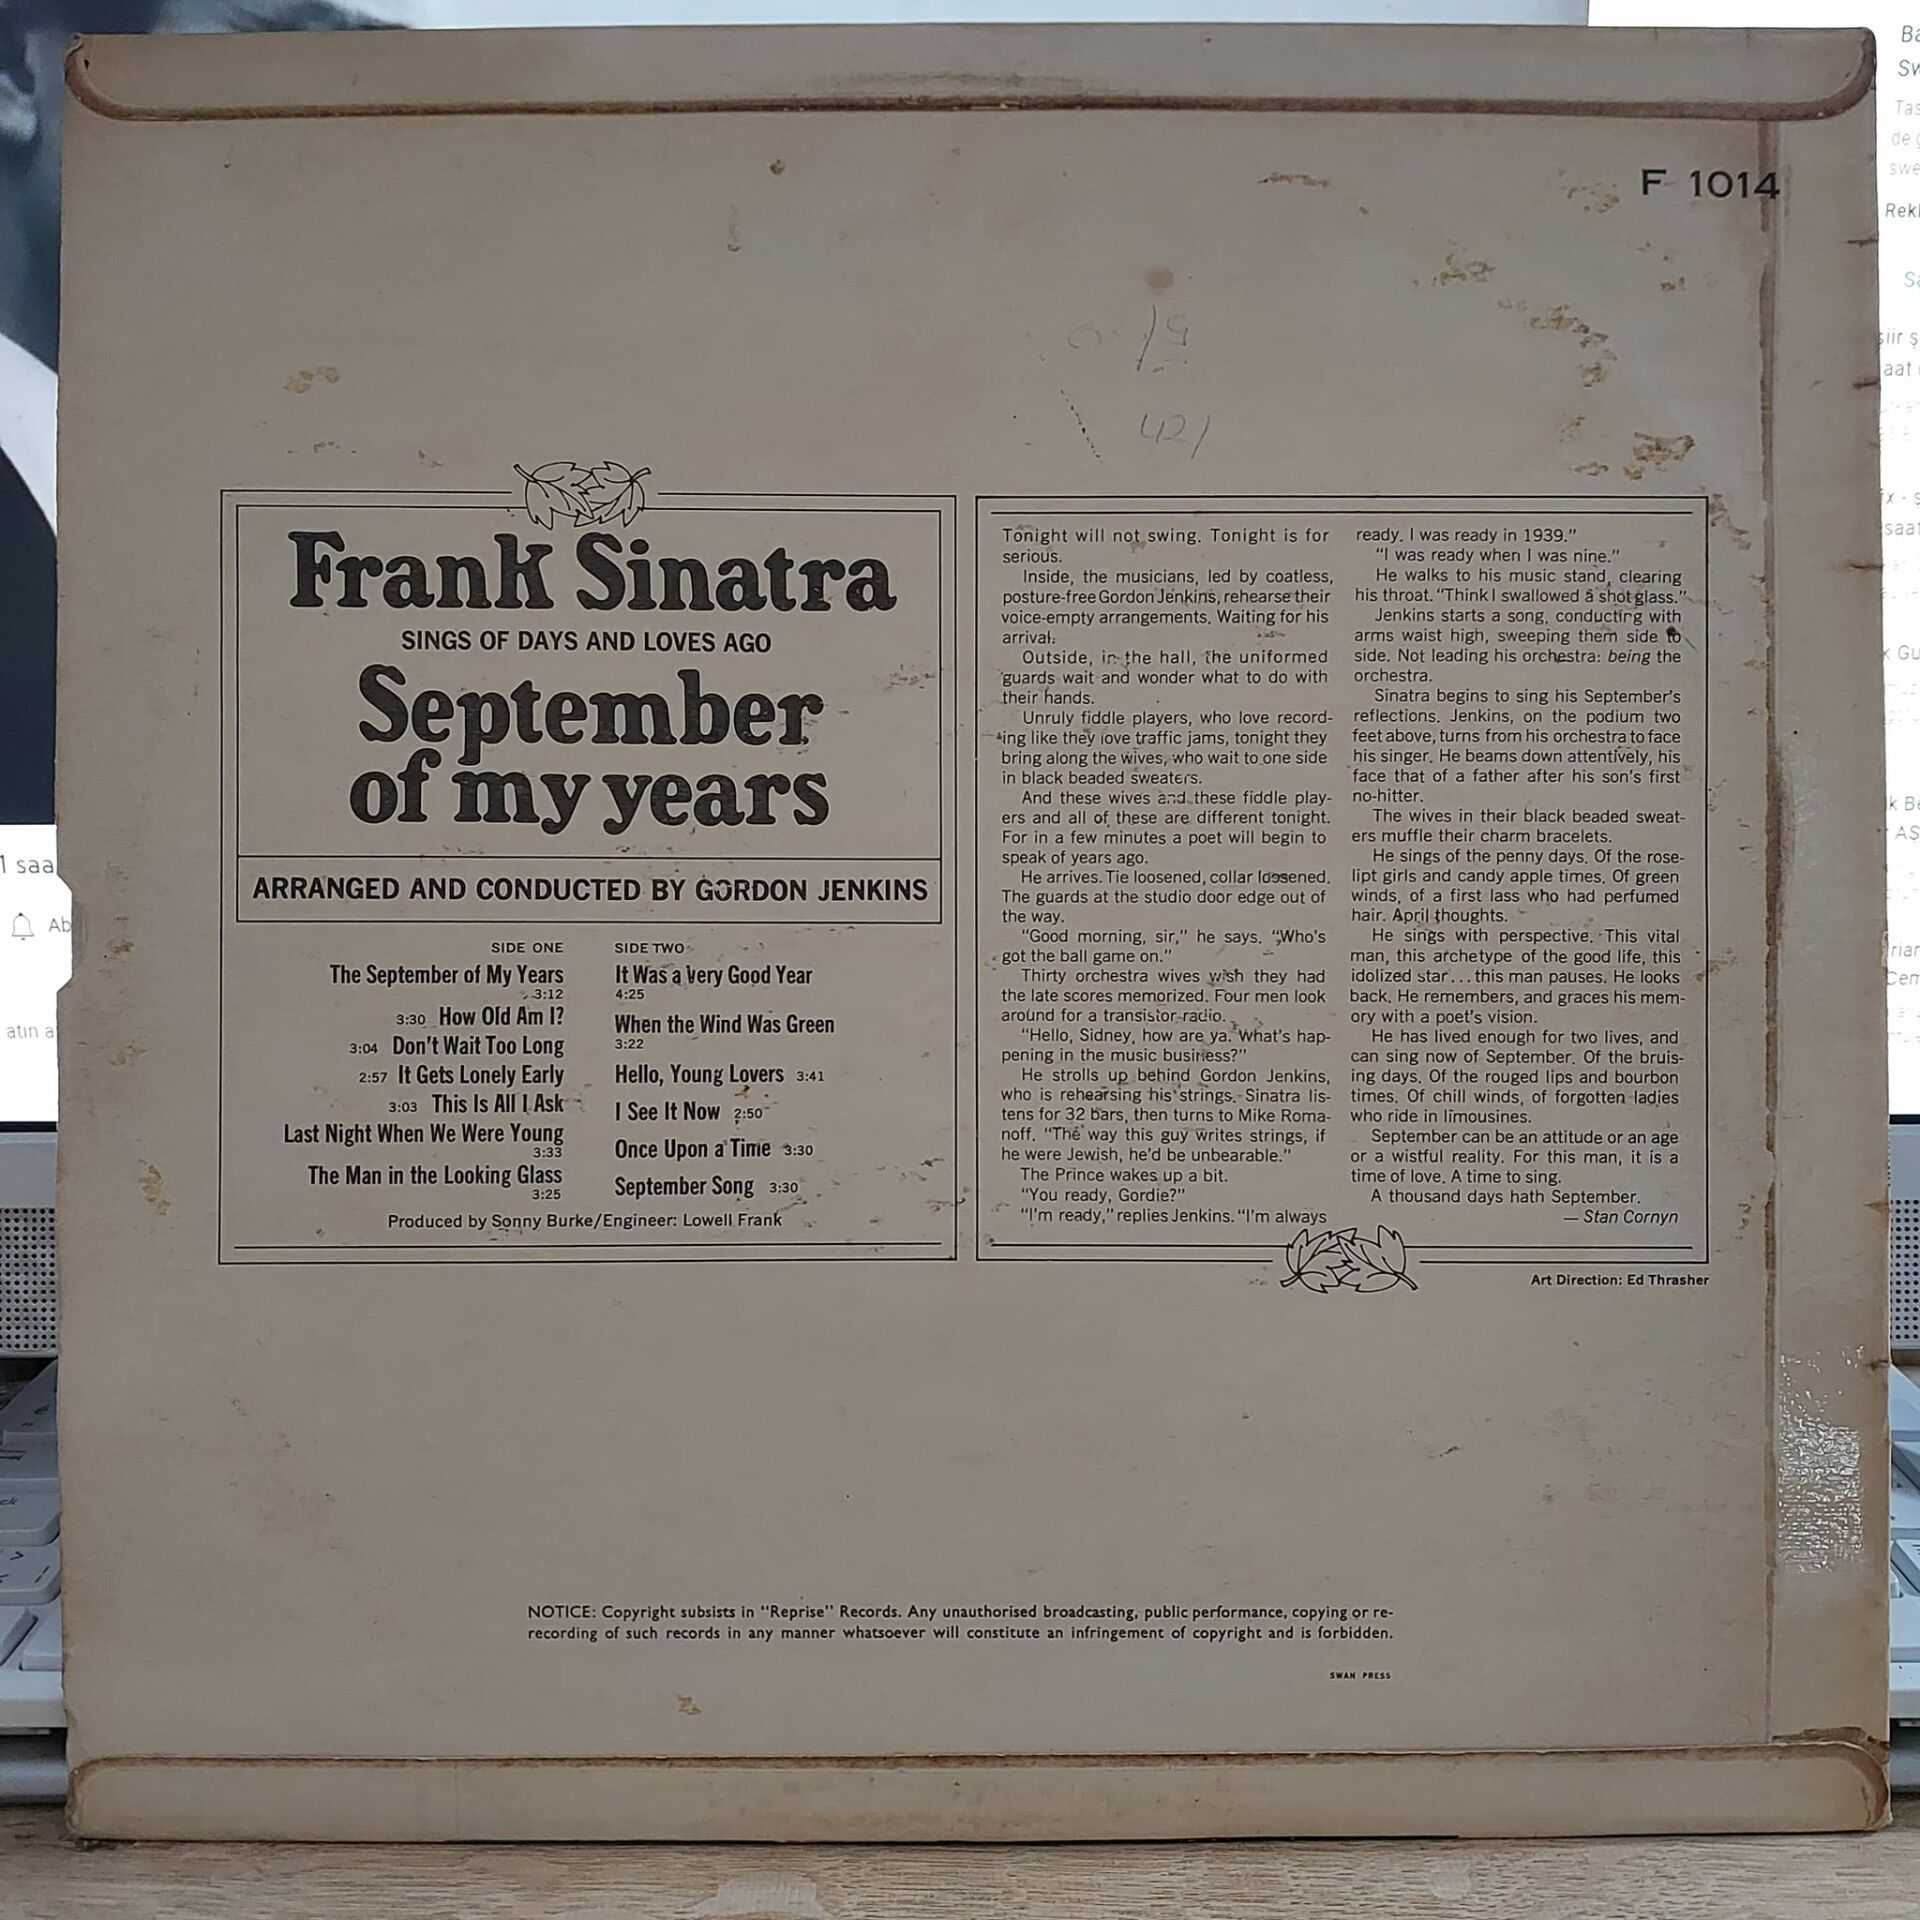 F 1014
421
Frank Sinatra
SINGS OF DAYS AND LOVES AGO
September
of my years
ARRANGED AND CONDUCTED BY GORDON JENKINS
SIDE ONE
The September of My Years
3:12
3:30 How Old Am I?
3:04 Don't Wait Too Long
2:57 It Gets Lonely Early
3:03 This Is All I Ask
Last Night When We Were Young
3:33
The Man in the Looking Glass
3:25
SIDE TWO
It Was a Very Good Year
4:25
When the Wind Was Green
3:22
Hello, Young Lovers 3:41
I See It Now 2:50
Once Upon a Time 3:30
September Song 3:30
Produced by Sonny Burke/Engineer: Lowell Frank
Tonight will not swing. Tonight is for
serious.
Inside, the musicians, led by coatless,
posture-free Gordon Jenkins, rehearse their
voice-empty arrangements. Waiting for his
arrival.
Outside, in the hall, the uniformed
guards wait and wonder what to do with
their hands.
Unruly fiddle players, who love record-
ing like they love traffic jams, tonight they
bring along the wives, who wait to one side
in black beaded sweaters.
And these wives and these fiddle play-
ers and all of these are different tonight.
For in a few minutes a poet will begin to
speak of years ago.
He arrives. Tie loosened, collar loosened.
The guards at the studio door edge out of
the way.
"Good morning, sir," he says. "Who's
got the ball game on."
Thirty orchestra wives wish they had
the late scores memorized. Four men look
around for a transistor radio.
"Hello, Sidney, how are ya. What's hap-
pening in the music business?"
He strolls up behind Gordon Jenkins,
who is rehearsing his strings. Sinatra lis-
tens for 32 bars, then turns to Mike Roma-
noff. "The way this guy writes strings, if
he were Jewish, he'd be unbearable."
The Prince wakes up a bit.
"You ready, Gordie?"
"I'm ready," replies Jenkins. "I'm always
ready. I was ready in 1939."
"I was ready when I was nine."
He walks to his music stand, clearing
his throat. "Think I swallowed a shot glass."
Jenkins starts a song, conducting with
arms waist high, sweeping them side to
side. Not leading his orchestra: being the
orchestra.
Sinatra begins to sing his September's
reflections. Jenkins, on the podium two
feet above, turns from his orchestra to face
his singer. He beams down attentively, his
face that of a father after his son's first
no-hitter.
The wives in their black beaded sweat-
ers muffle their charm bracelets.
He sings of the penny days. Of the rose-
lipt girls and candy apple times. Of green
winds, of a first lass who had perfumed
hair. April thoughts.
He sings with perspective. This vital
man, this archetype of the good life, this
idolized star...this man pauses. He looks
back. He remembers, and graces his mem-
ory with a poet's vision.
He has lived enough for two lives, and
can sing now of September. Of the bruis-
ing days. Of the rouged lips and bourbon
times. Of chill winds, of forgotten ladies
who ride in limousines.
September can be an attitude or an age
or a wistful reality. For this man, it is a
time of love. A time to sing.
A thousand days hath September.
— Stan Cornyn
Art Direction: Ed Thrasher
NOTICE: Copyright subsists in "Reprise" Records. Any unauthorised broadcasting, public performance, copying or re-
recording of such records in any manner whatsoever will constitute an infringement of copyright and is forbidden.
SWAN PRESS